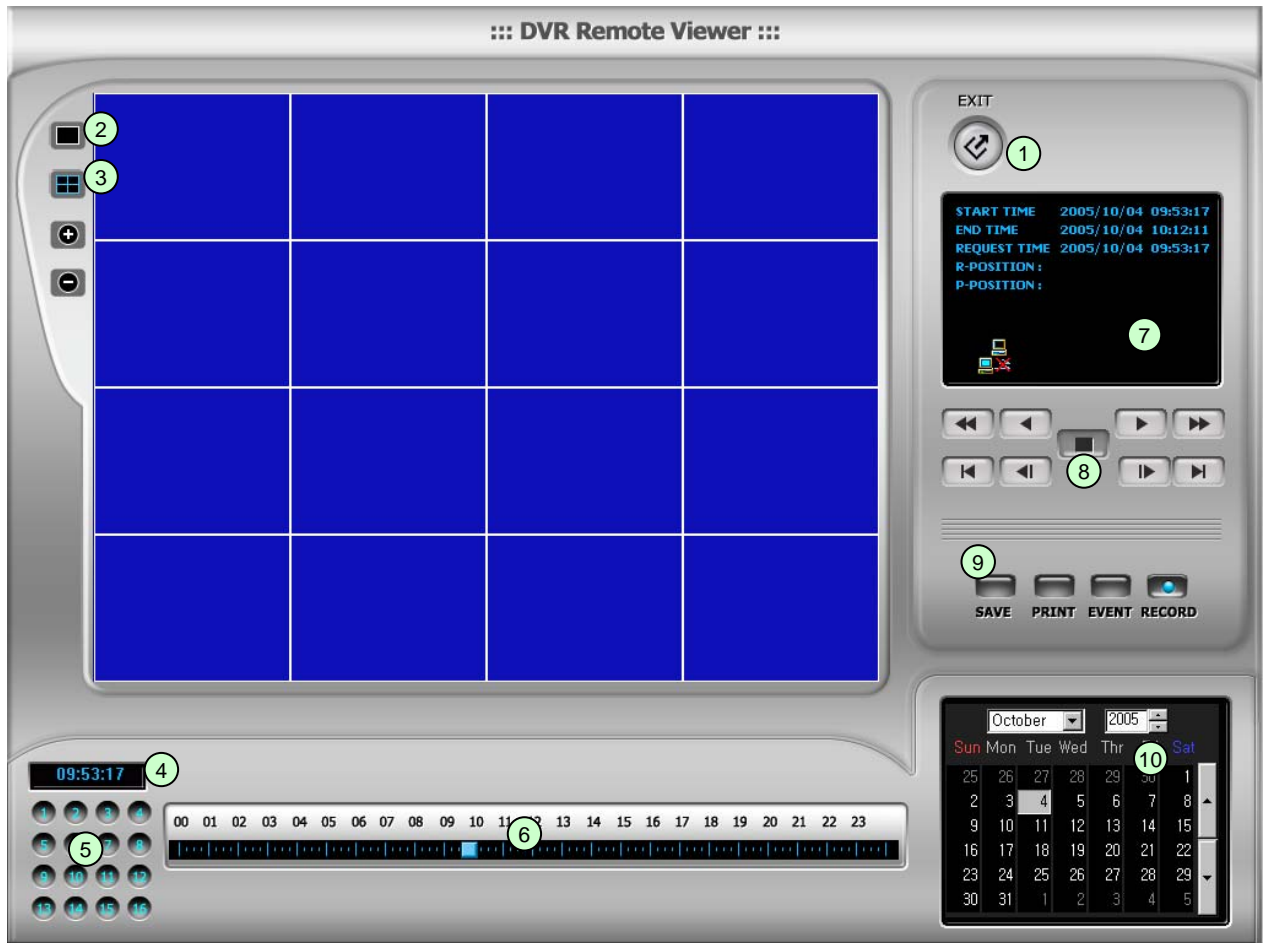 ::: DVR Remote Viewer :::
2
3
EXIT
1
START TIME 2005/10/04 09:53:17
END TIME 2005/10/04 10:12:11
REQUEST TIME 2005/10/04 09:53:17
R-POSITION :
P-POSITION :
7
8
9
SAVE PRINT EVENT RECORD
October 2005
Sun Mon Tue Wed Thr Sat
10
25 26 27 28 29 30 1
2 3 4 5 6 7 8
9 10 11 12 13 14 15
16 17 18 19 20 21 22
23 24 25 26 27 28 29
30 31 1 2 3 4 5
09:53:17
4
1 2 3 4
5 7 8
5
9 10 11 12
13 14 15 16
00 01 02 03 04 05 06 07 08 09 10 11 12 13 14 15 16 17 18 19 20 21 22 23
6